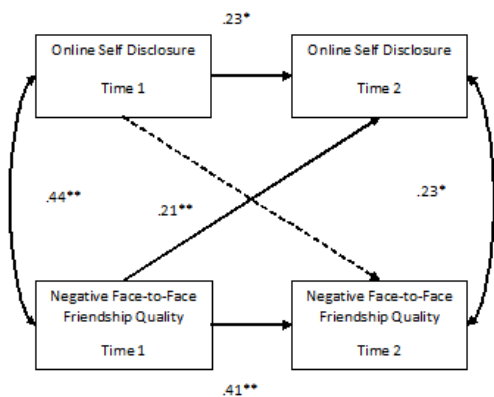 .23*
Online Self Disclosure
Time 1
Online Self Disclosure
Time 2
.44**
.21**
.23*
Negative Face-to-Face
Friendship Quality
Time 1
Negative Face-to-Face
Friendship Quality
Time 2
.41**